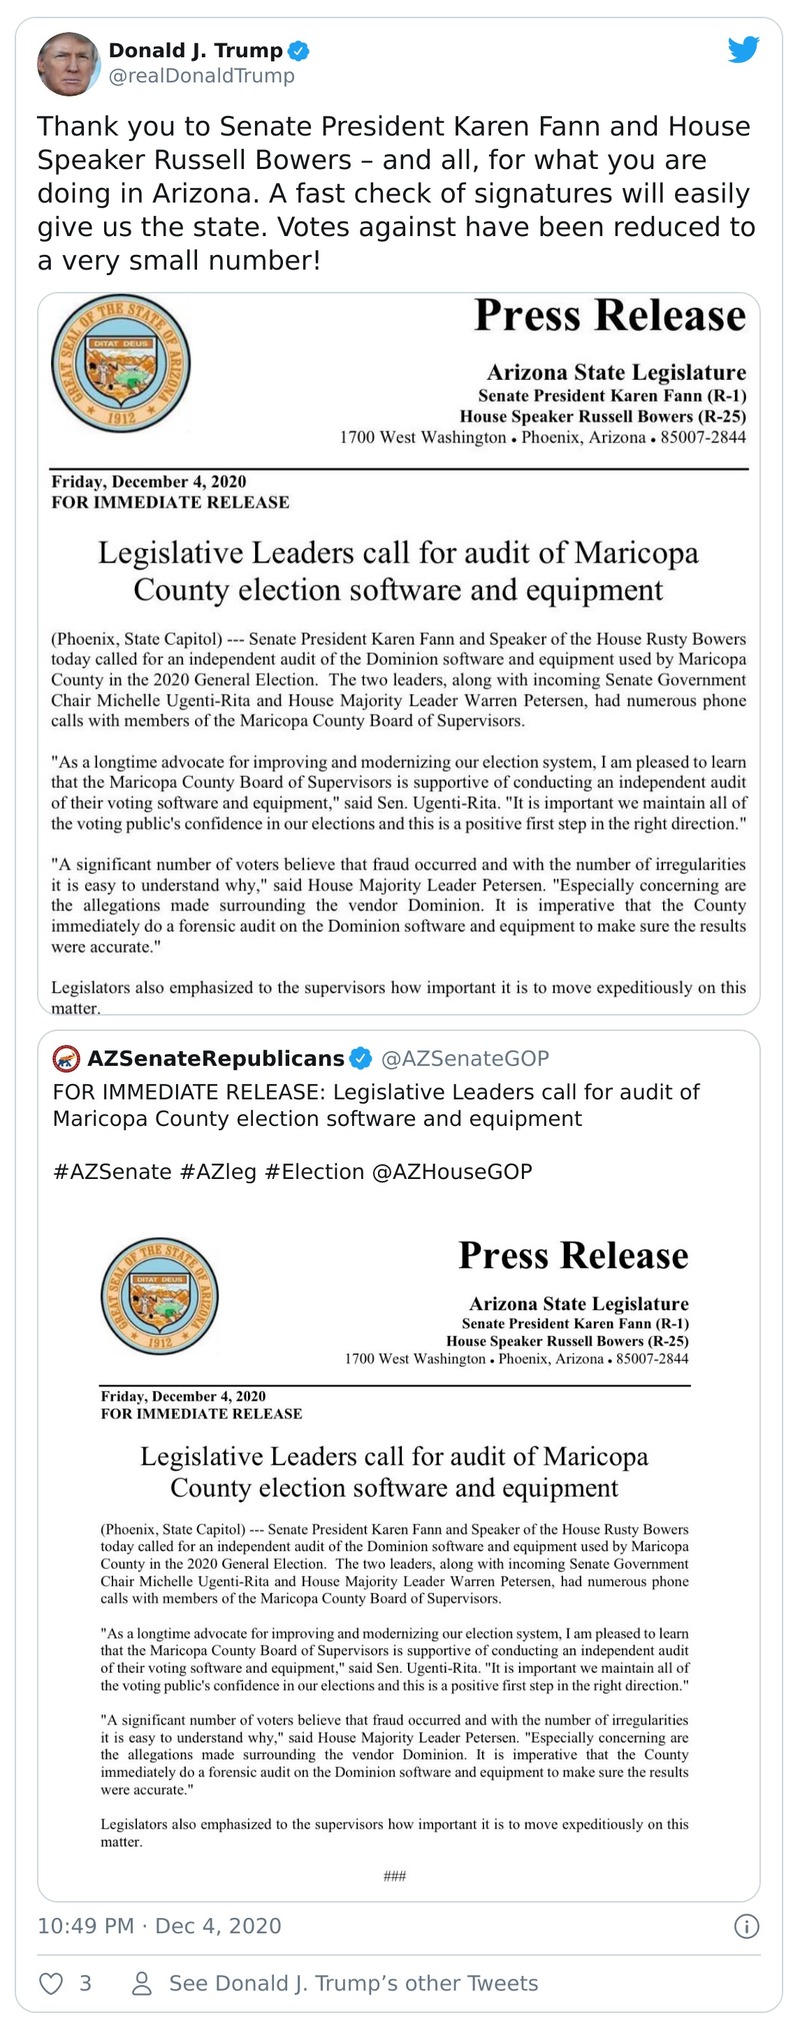 Donald J. Trump
@realDonaldTrump
Thank you to Senate President Karen Fann and House
Speaker Russell Bowers – and all, for what you are
doing in Arizona. A fast check of signatures will easily
give us the state. Votes against have been reduced to
a very small number!
GREAT SEAL OF THE STATE OF ARIZONA
DITAT DEUS
1912
Press Release
Arizona State Legislature
Senate President Karen Fann (R-1)
House Speaker Russell Bowers (R-25)
1700 West Washington • Phoenix, Arizona • 85007-2844
Friday, December 4, 2020
FOR IMMEDIATE RELEASE
Legislative Leaders call for audit of Maricopa
County election software and equipment
(Phoenix, State Capitol) --- Senate President Karen Fann and Speaker of the House Rusty Bowers
today called for an independent audit of the Dominion software and equipment used by Maricopa
County in the 2020 General Election. The two leaders, along with incoming Senate Government
Chair Michelle Ugenti-Rita and House Majority Leader Warren Petersen, had numerous phone
calls with members of the Maricopa County Board of Supervisors.
"As a longtime advocate for improving and modernizing our election system, I am pleased to learn
that the Maricopa County Board of Supervisors is supportive of conducting an independent audit
of their voting software and equipment," said Sen. Ugenti-Rita. "It is important we maintain all of
the voting public's confidence in our elections and this is a positive first step in the right direction."
"A significant number of voters believe that fraud occurred and with the number of irregularities
it is easy to understand why," said House Majority Leader Petersen. "Especially concerning are
the allegations made surrounding the vendor Dominion. It is imperative that the County
immediately do a forensic audit on the Dominion software and equipment to make sure the results
were accurate."
Legislators also emphasized to the supervisors how important it is to move expeditiously on this
matter.
AZSenateRepublicans @AZSenateGOP
FOR IMMEDIATE RELEASE: Legislative Leaders call for audit of
Maricopa County election software and equipment
#AZSenate #AZleg #Election @AZHouseGOP
GREAT SEAL OF THE STATE OF ARIZONA
DITAT DEUS
1912
Press Release
Arizona State Legislature
Senate President Karen Fann (R-1)
House Speaker Russell Bowers (R-25)
1700 West Washington • Phoenix, Arizona • 85007-2844
Friday, December 4, 2020
FOR IMMEDIATE RELEASE
Legislative Leaders call for audit of Maricopa
County election software and equipment
(Phoenix, State Capitol) --- Senate President Karen Fann and Speaker of the House Rusty Bowers
today called for an independent audit of the Dominion software and equipment used by Maricopa
County in the 2020 General Election. The two leaders, along with incoming Senate Government
Chair Michelle Ugenti-Rita and House Majority Leader Warren Petersen, had numerous phone
calls with members of the Maricopa County Board of Supervisors.
"As a longtime advocate for improving and modernizing our election system, I am pleased to learn
that the Maricopa County Board of Supervisors is supportive of conducting an independent audit
of their voting software and equipment," said Sen. Ugenti-Rita. "It is important we maintain all of
the voting public's confidence in our elections and this is a positive first step in the right direction."
"A significant number of voters believe that fraud occurred and with the number of irregularities
it is easy to understand why," said House Majority Leader Petersen. "Especially concerning are
the allegations made surrounding the vendor Dominion. It is imperative that the County
immediately do a forensic audit on the Dominion software and equipment to make sure the results
were accurate."
Legislators also emphasized to the supervisors how important it is to move expeditiously on this
matter.
###
10:49 PM · Dec 4, 2020
3 See Donald J. Trump’s other Tweets